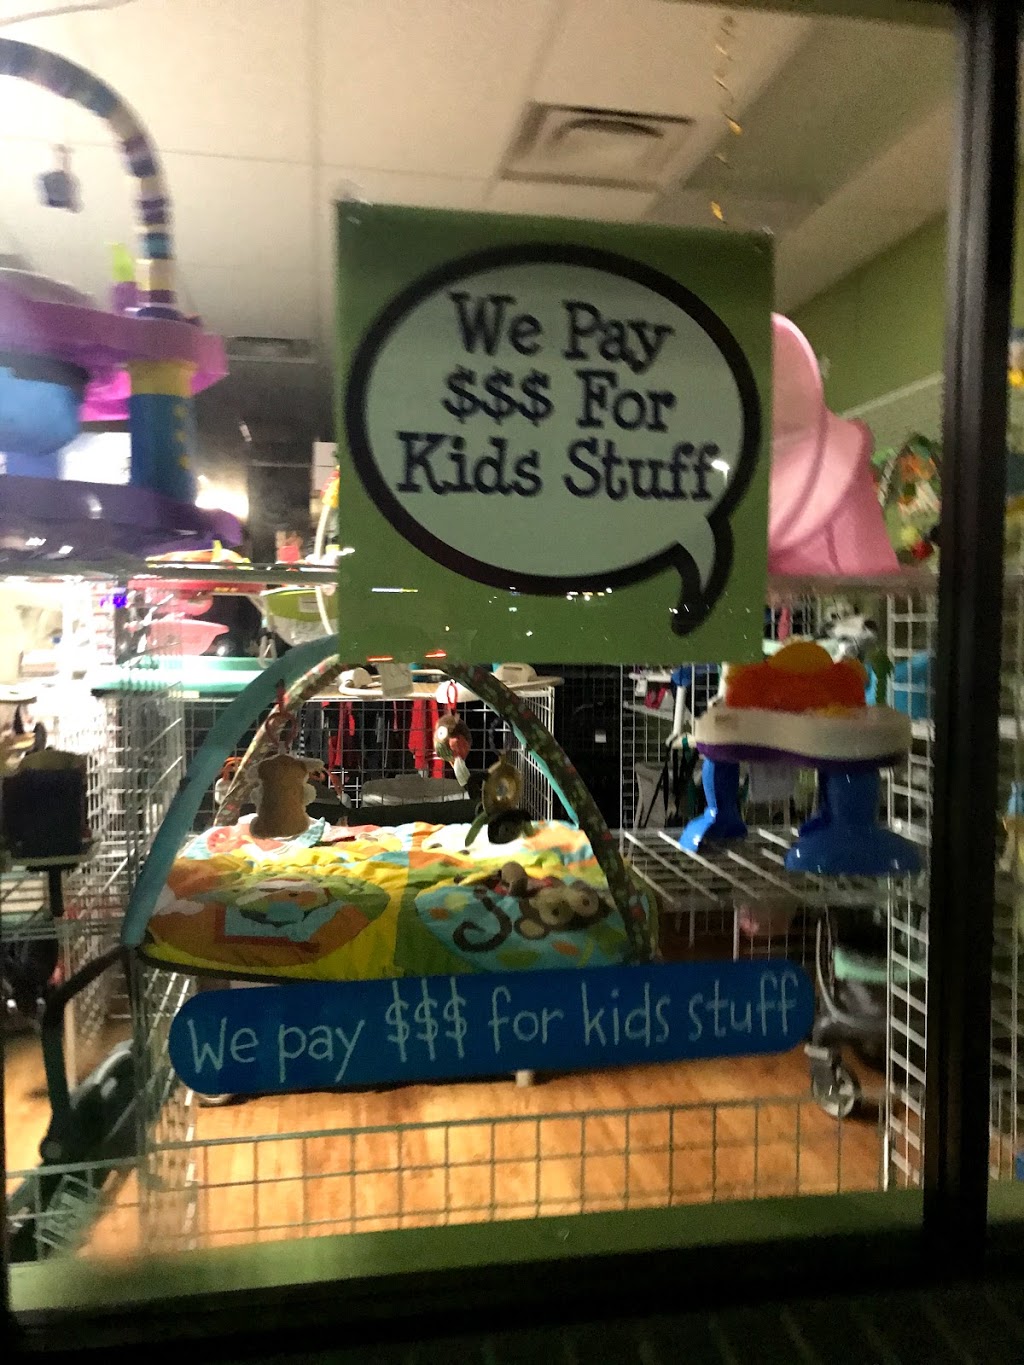 We Pay
$$$ For
Kids Stuff
We pay $$$ for kids stuff